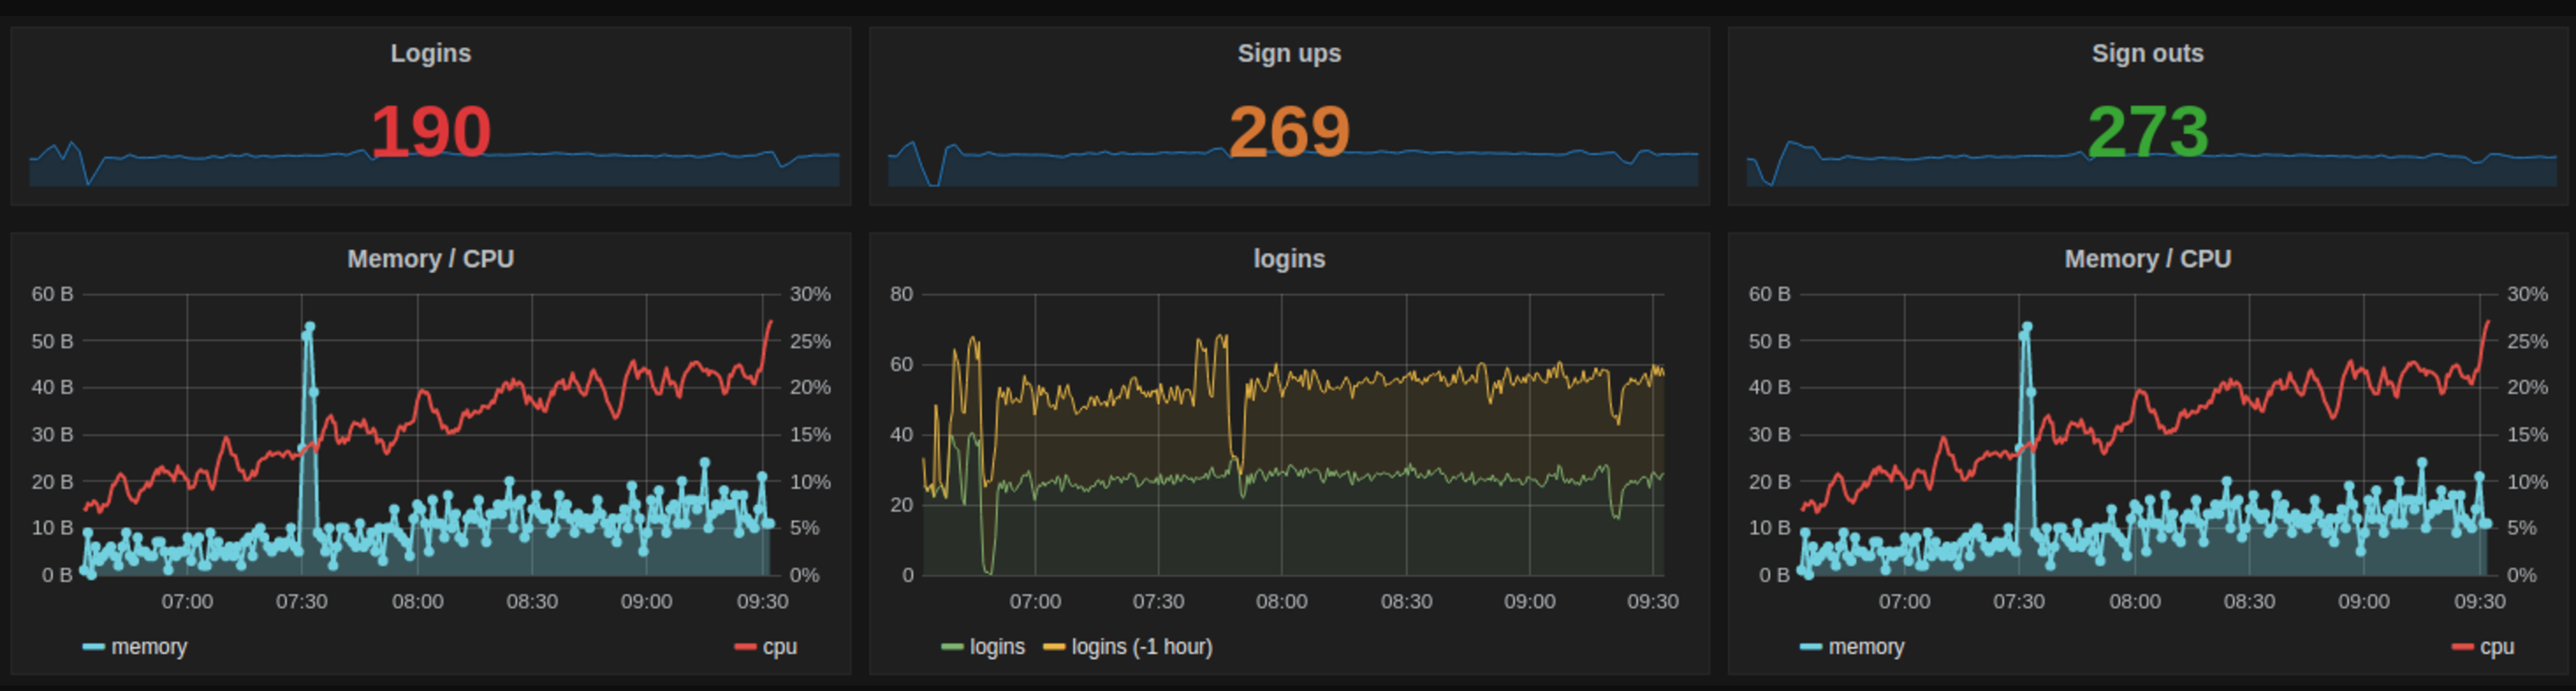 Logins
190
Sign ups
269
Sign outs
273
Memory / CPU
60 B 30%
50 B 25%
40 B 20%
30 B 15%
20 B 10%
10 B 5%
0 B 0%
07:00 07:30 08:00 08:30 09:00 09:30
memory cpu
logins
80
60
40
20
0
07:00 07:30 08:00 08:30 09:00 09:30
logins logins (-1 hour)
Memory / CPU
60 B 30%
50 B 25%
40 B 20%
30 B 15%
20 B 10%
10 B 5%
0 B 0%
07:00 07:30 08:00 08:30 09:00 09:30
memory cpu